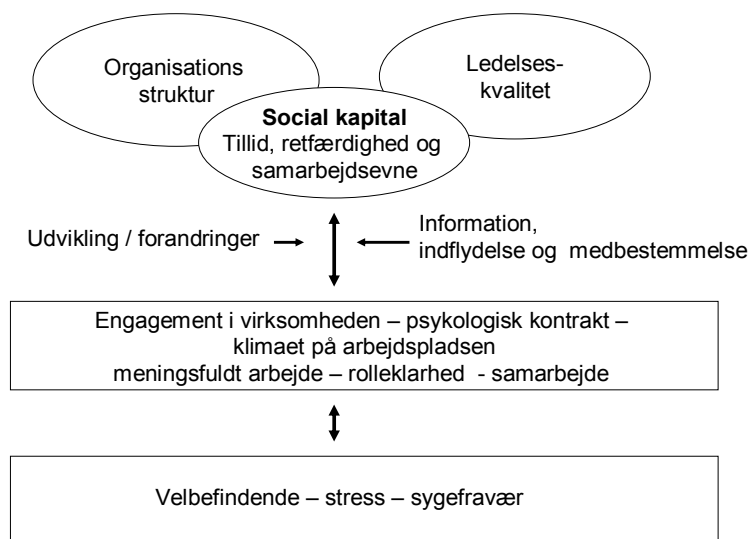 Organisations
struktur
Ledelses-
kvalitet
Social kapital
Tillid, retfærdighed og
samarbejdsevne
Udvikling / forandringer
Information,
indflydelse og medbestemmelse
Engagement i virksomheden – psykologisk kontrakt –
klimaet på arbejdspladsen
meningsfuldt arbejde – rolleklarhed - samarbejde
Velbefindende – stress – sygefravær